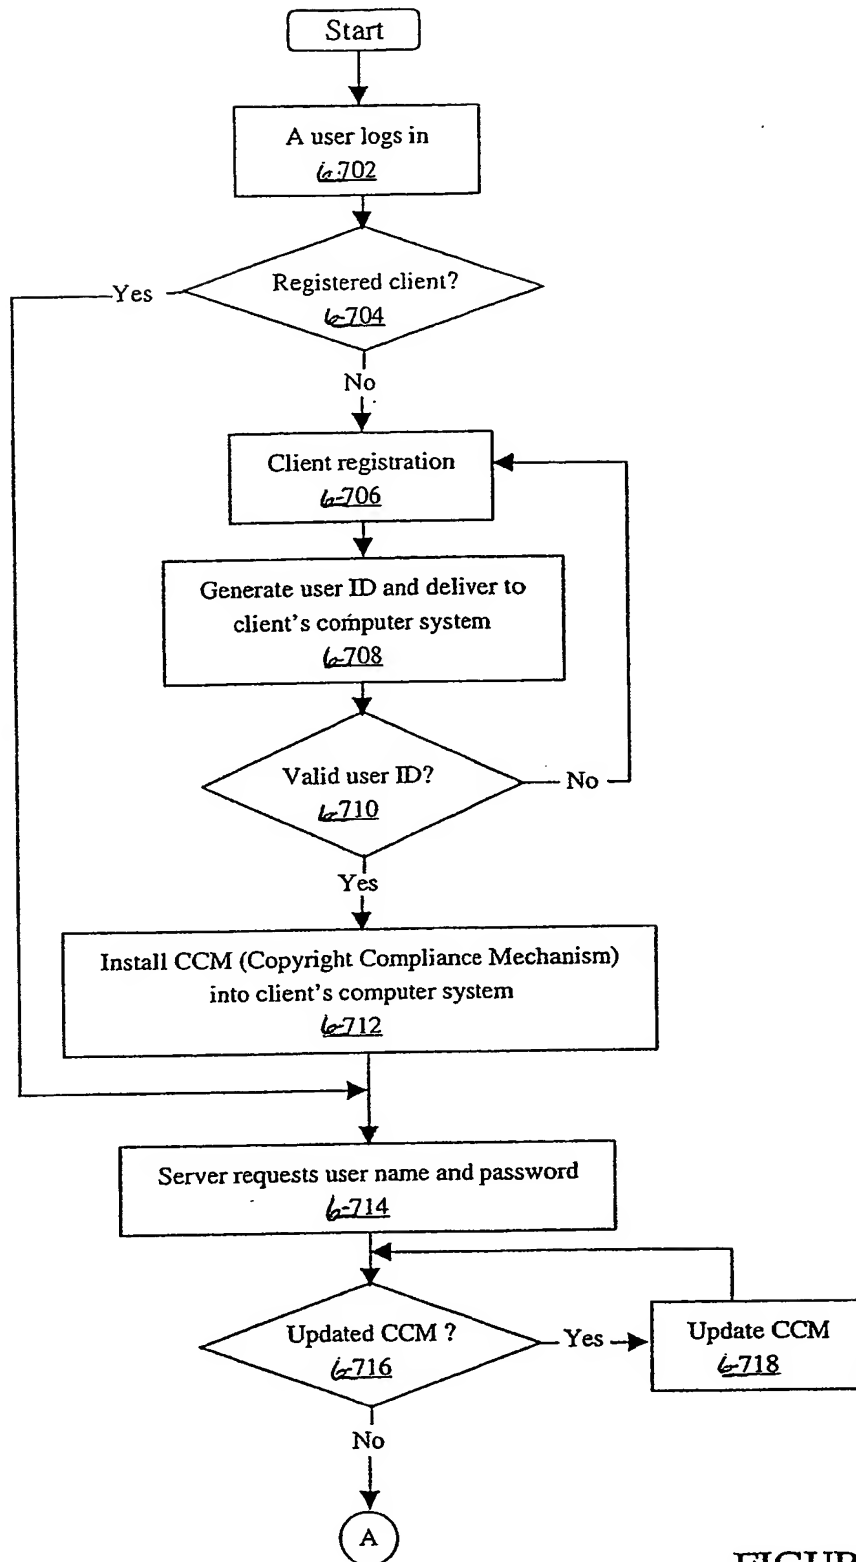 Start
A user logs in
6-702
Registered client?
6-704
Yes
No
Client registration
6-706
Generate user ID and deliver to
client's computer system
6-708
Valid user ID?
6-710
No
Yes
Install CCM (Copyright Compliance Mechanism)
into client's computer system
6-712
Server requests user name and password
6-714
Updated CCM ?
6-716
Yes
Update CCM
6-718
No
A